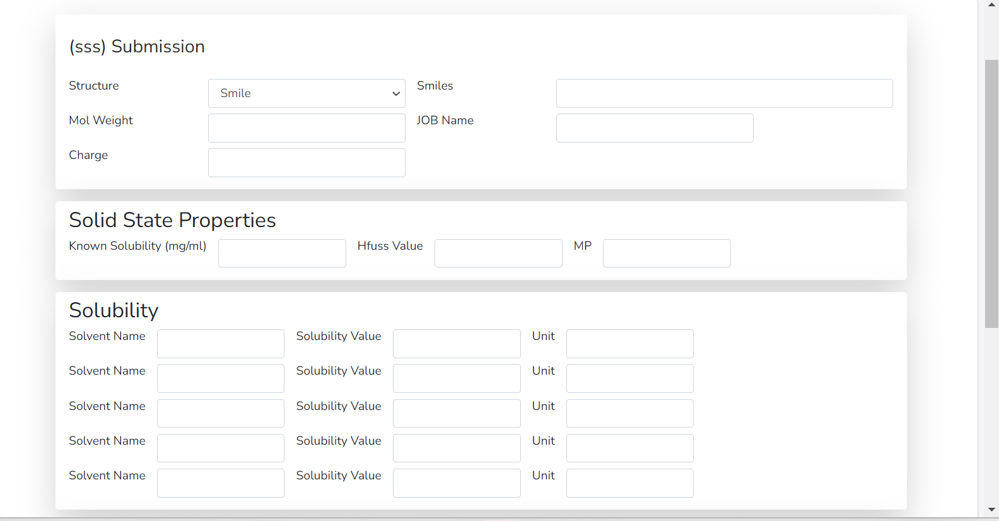 (sss) Submission
Structure Smile Smiles
Mol Weight JOB Name
Charge
Solid State Properties
Known Solubility (mg/ml) Hfuss Value MP
Solubility
Solvent Name Solubility Value Unit
Solvent Name Solubility Value Unit
Solvent Name Solubility Value Unit
Solvent Name Solubility Value Unit
Solvent Name Solubility Value Unit